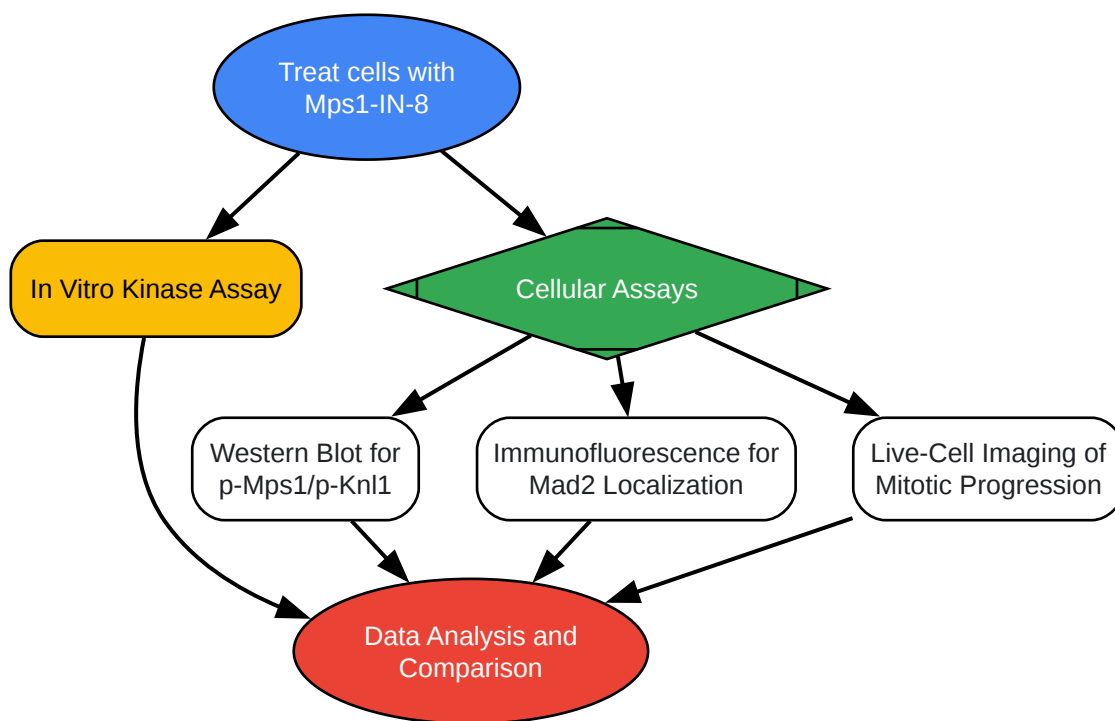 Treat cells with
Mps1-IN-8
In Vitro Kinase Assay
Cellular Assays
Western Blot for
p-Mps1/p-Knl1
Immunofluorescence for
Mad2 Localization
Live-Cell Imaging of
Mitotic Progression
Data Analysis and
Comparison